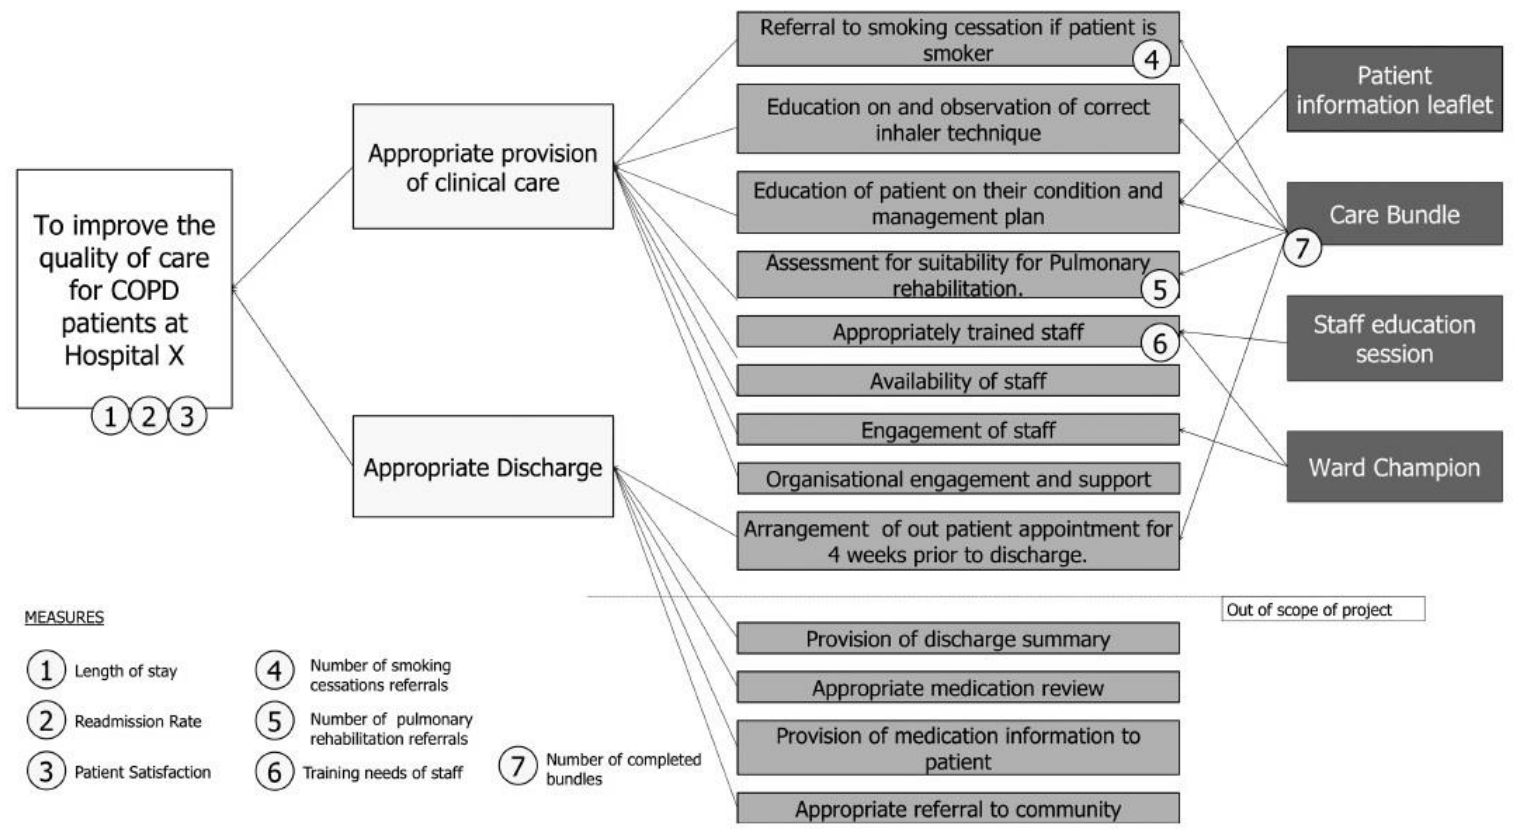 To improve the
quality of care
for COPD
patients at
Hospital X
1 2 3
Appropriate provision
of clinical care
Appropriate Discharge
Referral to smoking cessation if patient is
smoker
4
Education on and observation of correct
inhaler technique
Education of patient on their condition and
management plan
Assessment for suitability for Pulmonary
rehabilitation.
5
Appropriately trained staff
6
Availability of staff
Engagement of staff
Organisational engagement and support
Arrangement of out patient appointment for
4 weeks prior to discharge.
Patient
information leaflet
Care Bundle
7
Staff education
session
Ward Champion
Out of scope of project
Provision of discharge summary
Appropriate medication review
Provision of medication information to
patient
Appropriate referral to community
MEASURES
1 Length of stay
2 Readmission Rate
3 Patient Satisfaction
4 Number of smoking
cessations referrals
5 Number of pulmonary
rehabilitation referrals
6 Training needs of staff
7 Number of completed
bundles